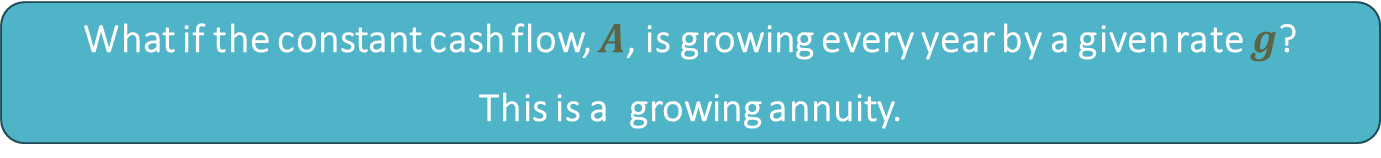 What if the constant cash flow, A, is growing every year by a given rate g?
This is a growing annuity.